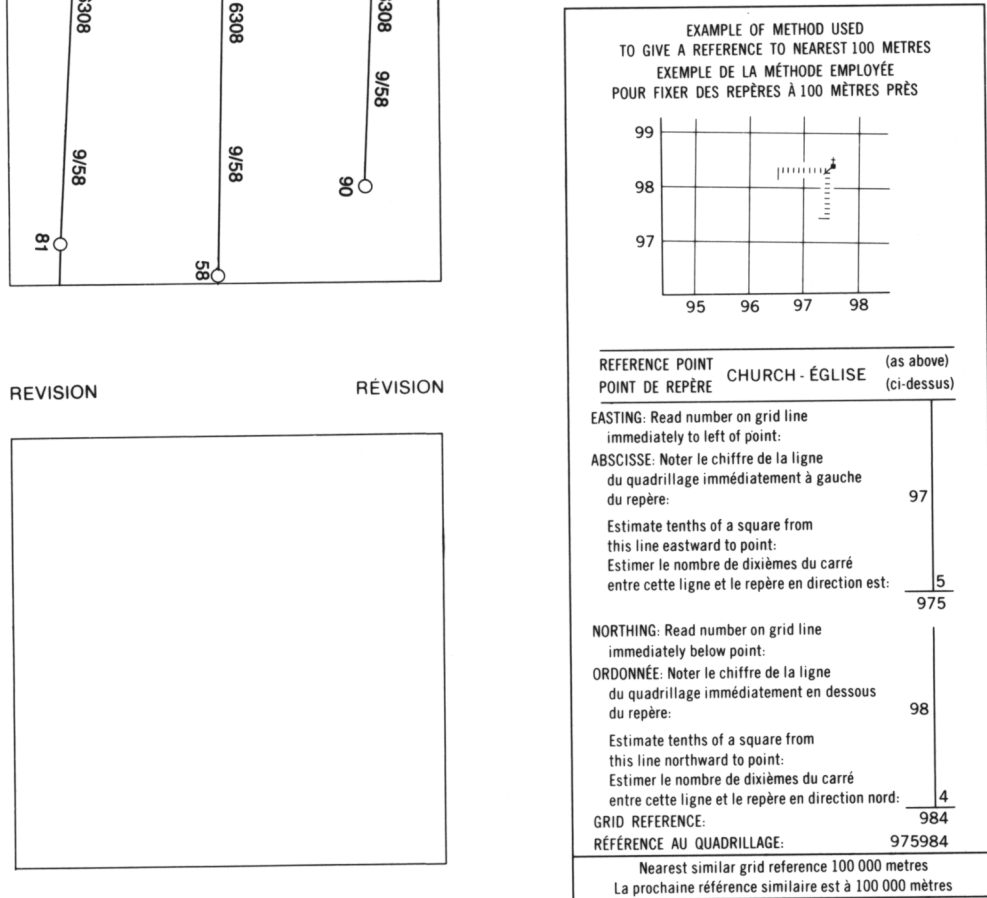 6308
9/58
81
6308
9/58
58
6308
9/58
90
REVISION
RÉVISION
EXAMPLE OF METHOD USED
TO GIVE A REFERENCE TO NEAREST 100 METRES
EXEMPLE DE LA MÉTHODE EMPLOYÉE
POUR FIXER DES REPÈRES À 100 MÈTRES PRÈS
99
98
97
95 96 97 98
REFERENCE POINT
POINT DE REPÈRE
CHURCH - ÉGLISE
(as above)
(ci-dessus)
EASTING: Read number on grid line
immediately to left of point:
ABSCISSE: Noter le chiffre de la ligne
du quadrillage immédiatement à gauche
du repère: 97
Estimate tenths of a square from
this line eastward to point:
Estimer le nombre de dixièmes du carré
entre cette ligne et le repère en direction est: 5
975
NORTHING: Read number on grid line
immediately below point:
ORDONNÉE: Noter le chiffre de la ligne
du quadrillage immédiatement en dessous
du repère: 98
Estimate tenths of a square from
this line northward to point:
Estimer le nombre de dixièmes du carré
entre cette ligne et le repère en direction nord: 4
GRID REFERENCE: 984
RÉFÉRENCE AU QUADRILLAGE: 975984
Nearest similar grid reference 100 000 metres
La prochaine référence similaire est à 100 000 mètres